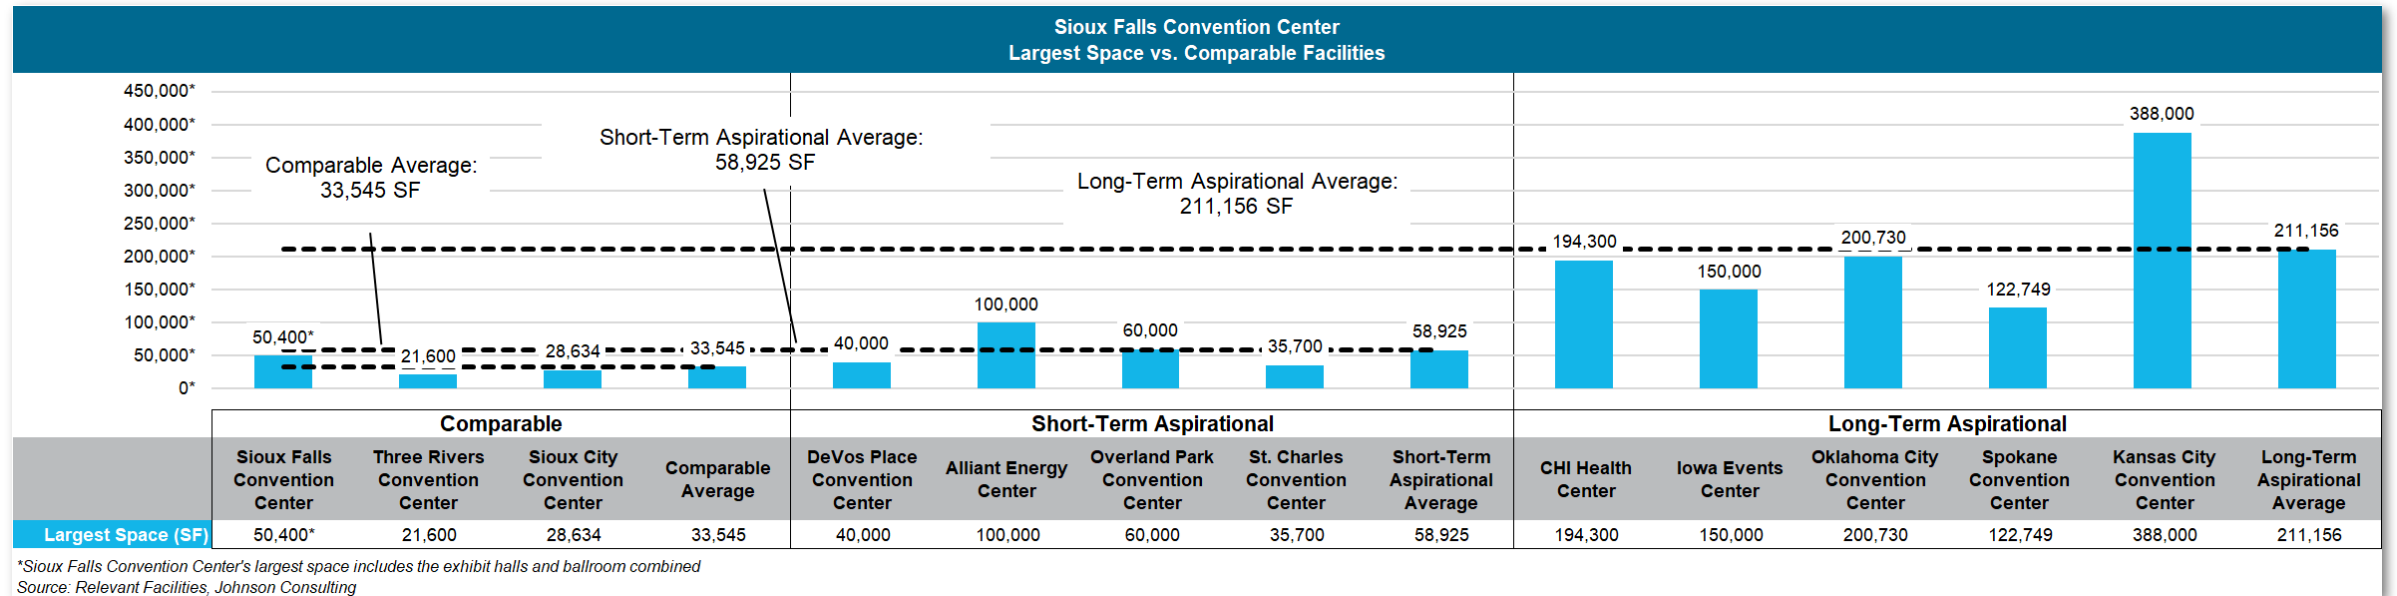 Sioux Falls Convention Center
Largest Space vs. Comparable Facilities
450,000*
400,000*
350,000*
300,000*
250,000*
200,000*
150,000*
100,000*
50,000*
0*
Comparable Average:
33,545 SF
Short-Term Aspirational Average:
58,925 SF
Long-Term Aspirational Average:
211,156 SF
50,400*
21,600
28,634
33,545
40,000
100,000
60,000
35,700
58,925
194,300
150,000
200,730
122,749
388,000
211,156
Comparable
Short-Term Aspirational
Long-Term Aspirational
Sioux Falls
Convention
Center
Three Rivers
Convention
Center
Sioux City
Convention
Center
Comparable
Average
DeVos Place
Convention
Center
Alliant Energy
Center
Overland Park
Convention
Center
St. Charles
Convention
Center
Short-Term
Aspirational
Average
CHI Health
Center
Iowa Events
Center
Oklahoma City
Convention
Center
Spokane
Convention
Center
Kansas City
Convention
Center
Long-Term
Aspirational
Average
Largest Space (SF) 50,400* 21,600 28,634 33,545 40,000 100,000 60,000 35,700 58,925 194,300 150,000 200,730 122,749 388,000 211,156
*Sioux Falls Convention Center's largest space includes the exhibit halls and ballroom combined
Source: Relevant Facilities, Johnson Consulting